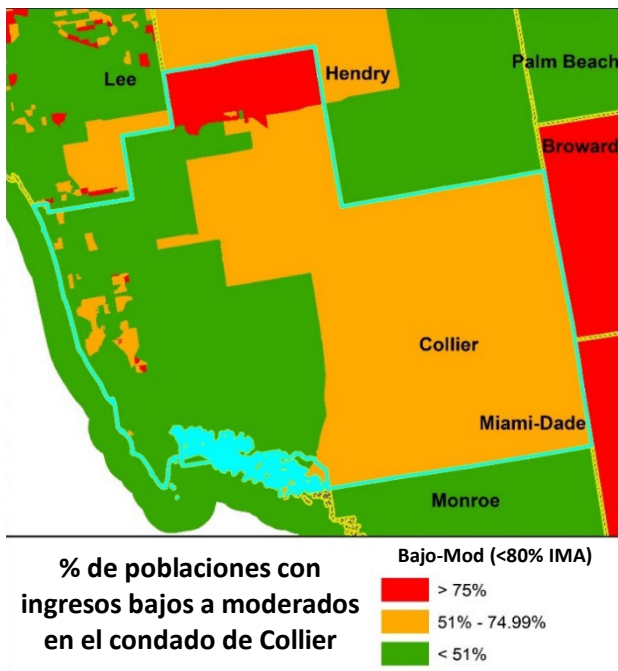 Lee
Hendry
Palm Beach
Broward
Collier
Miami-Dade
Monroe
% de poblaciones con
ingresos bajos a moderados
en el condado de Collier
Bajo-Mod (<80% IMA)
> 75%
51% - 74.99%
< 51%